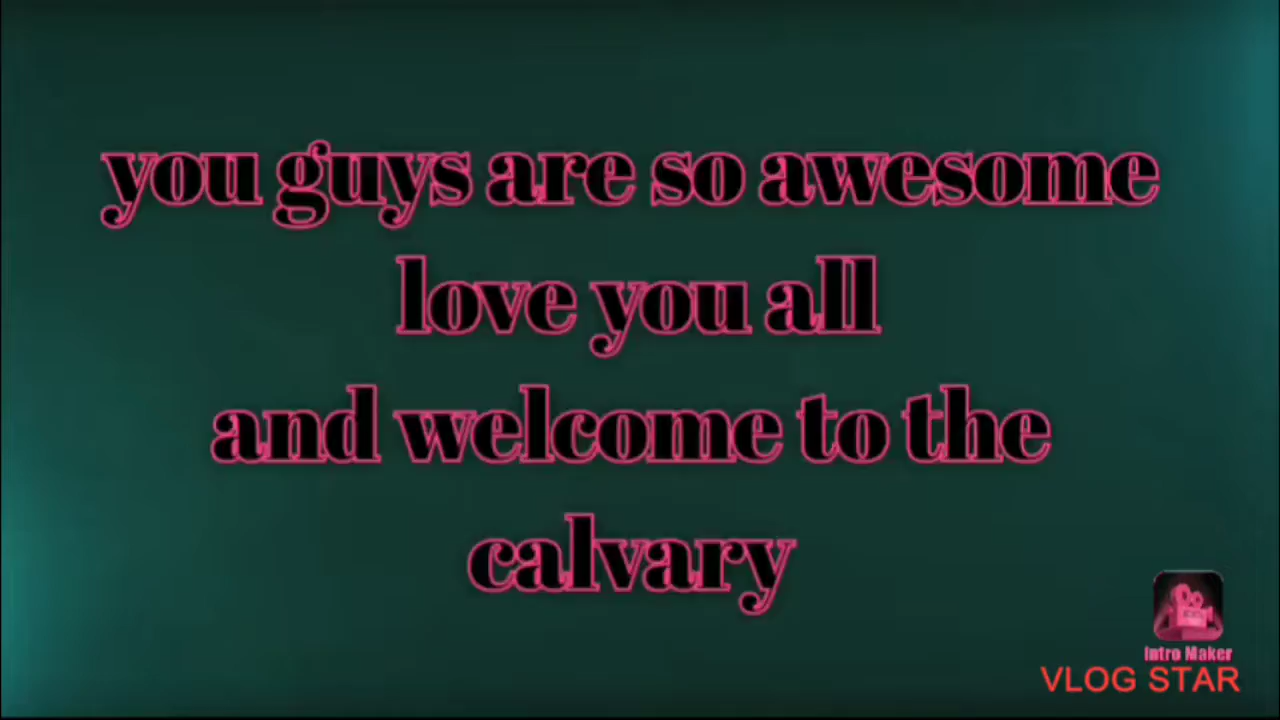 you guys are so awesome
love you all
and welcome to the
calvary
Intro Maker
VLOG STAR